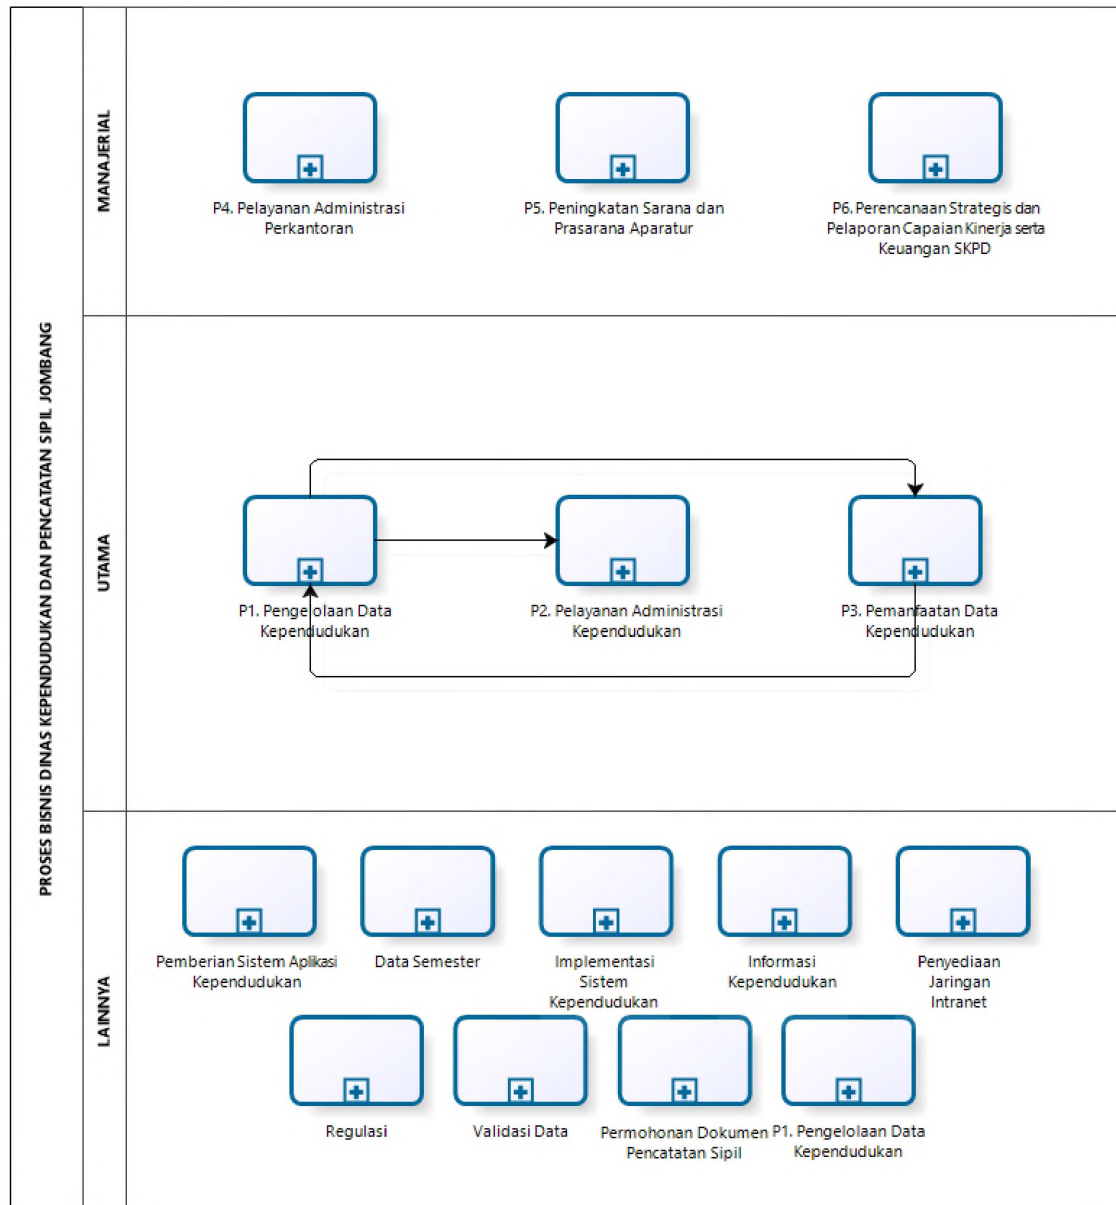 PROSES BISNIS DINAS KEPENDUDUKAN DAN PENCATATAN SIPIL JOMBANG
MANAJERIAL
P4. Pelayanan Administrasi
Perkantoran
P5. Peningkatan Sarana dan
Prasarana Aparatur
P6. Perencanaan Strategis dan
Pelaporan Capaian Kinerja serta
Keuangan SKPD
UTAMA
P1. Pengelolaan Data
Kependudukan
P2. Pelayanan Administrasi
Kependudukan
P3. Pemanfaatan Data
Kependudukan
LAINNYA
Pemberian Sistem Aplikasi
Kependudukan
Data Semester
Implementasi
Sistem
Kependudukan
Informasi
Kependudukan
Penyediaan
Jaringan
Intranet
Regulasi
Validasi Data
Permohonan Dokumen
Pencatatan Sipil
P1. Pengelolaan Data
Kependudukan